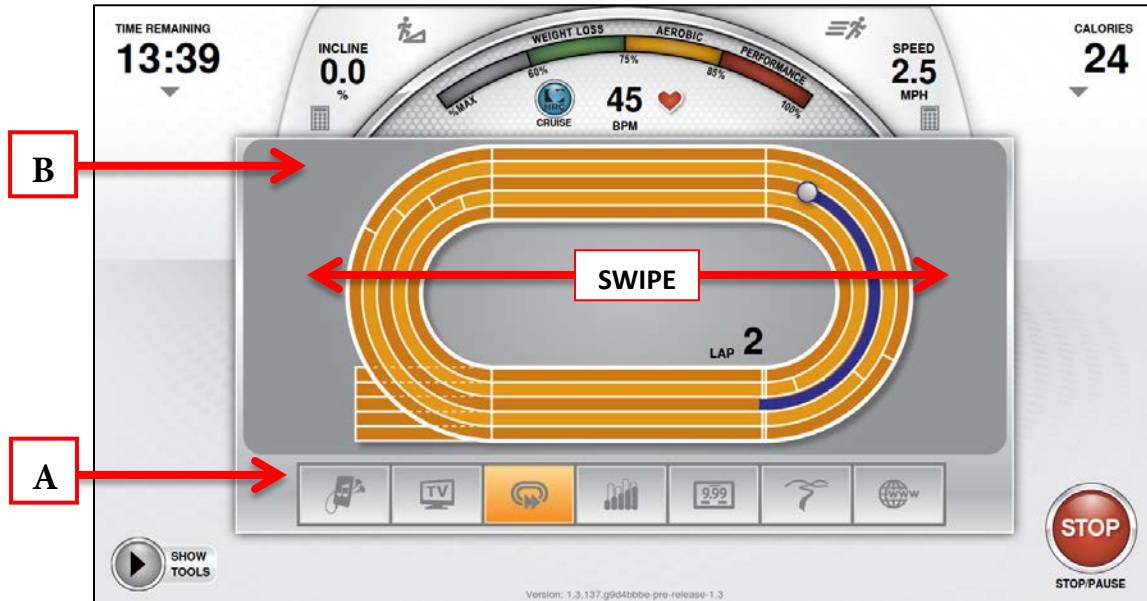 TIME REMAINING
13:39
INCLINE
0.0
%
WEIGHT LOSS
AEROBIC
PERFORMANCE
%MAX
60%
75%
85%
100%
HRC
CRUISE
45
BPM
SPEED
2.5
MPH
CALORIES
24
B
SWIPE
LAP 2
A
TV
9.99
WWW
SHOW
TOOLS
STOP
STOP/PAUSE
Version: 1.3.137.g9d4bbbe-pre-release-1.3